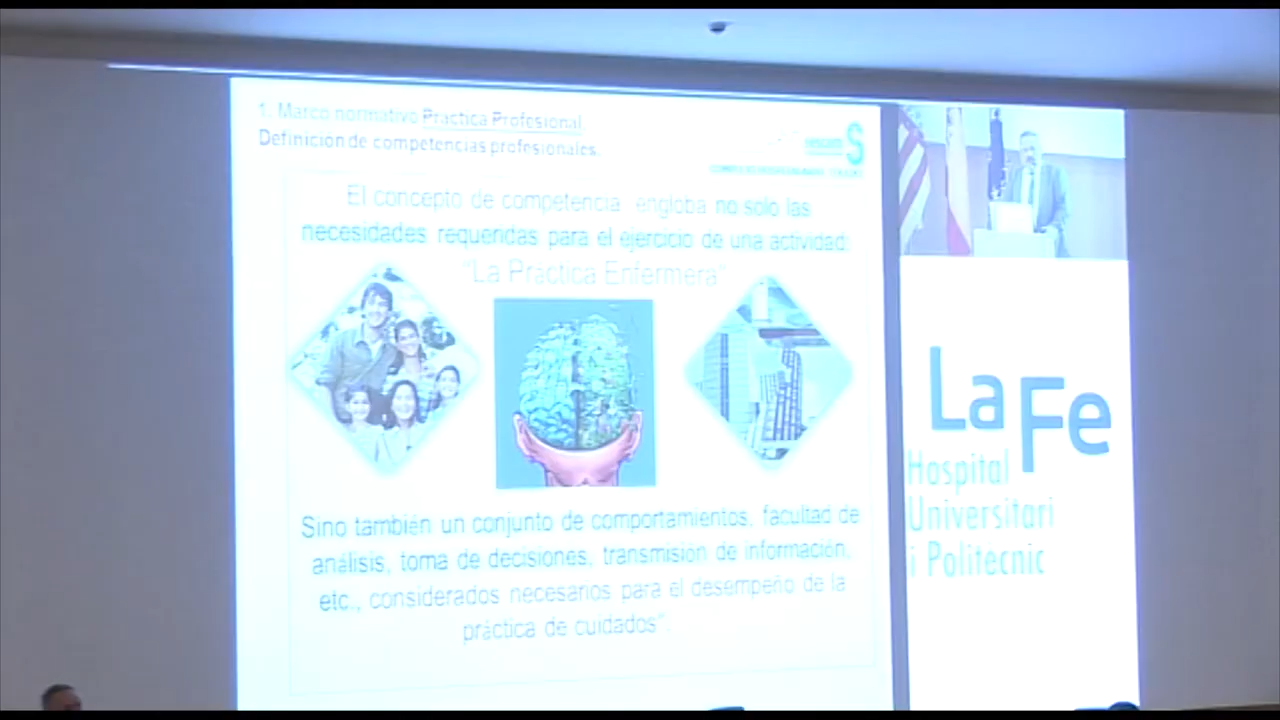 1. Marco normativo Práctica Profesional.
Definición de competencias profesionales.
El concepto de competencia engloba no solo las
necesidades requeridas para el ejercicio de una actividad:
"La Practica Enfermera"
Sino también un conjunto de comportamientos, facultad de
análisis, toma de decisiones, transmisión de información,
etc., considerados necesarios para el desempeño de la
práctica de cuidados".
La Fe
Hospital
Universitari
i Politecnic